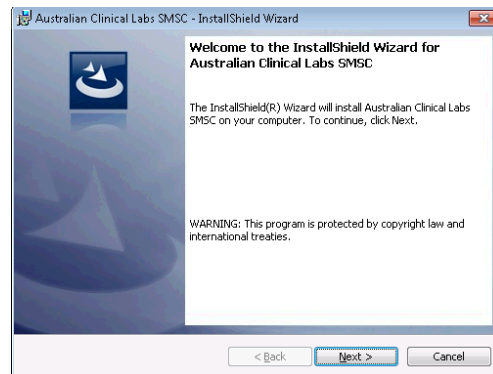 Australian Clinical Labs SMSC - InstallShield Wizard
Welcome to the InstallShield Wizard for
Australian Clinical Labs SMSC
The InstallShield(R) Wizard will install Australian Clinical Labs
SMSC on your computer. To continue, click Next.
WARNING: This program is protected by copyright law and
international treaties.
< Back Next > Cancel